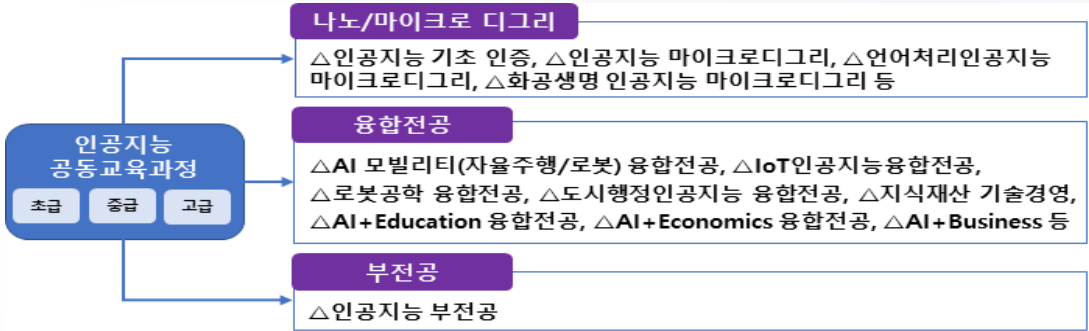 나노/마이크로 디그리
△인공지능 기초 인증, △인공지능 마이크로디그리, △언어처리인공지능
마이크로디그리, △화공생명 인공지능 마이크로디그리 등
인공지능
공동교육과정
초급 중급 고급
융합전공
△AI 모빌리티(자율주행/로봇) 융합전공, △IoT인공지능융합전공,
△로봇공학 융합전공, △도시행정인공지능 융합전공, △지식재산 기술경영,
△AI+Education 융합전공, △AI+Economics 융합전공, △AI+Business 등
부전공
△인공지능 부전공